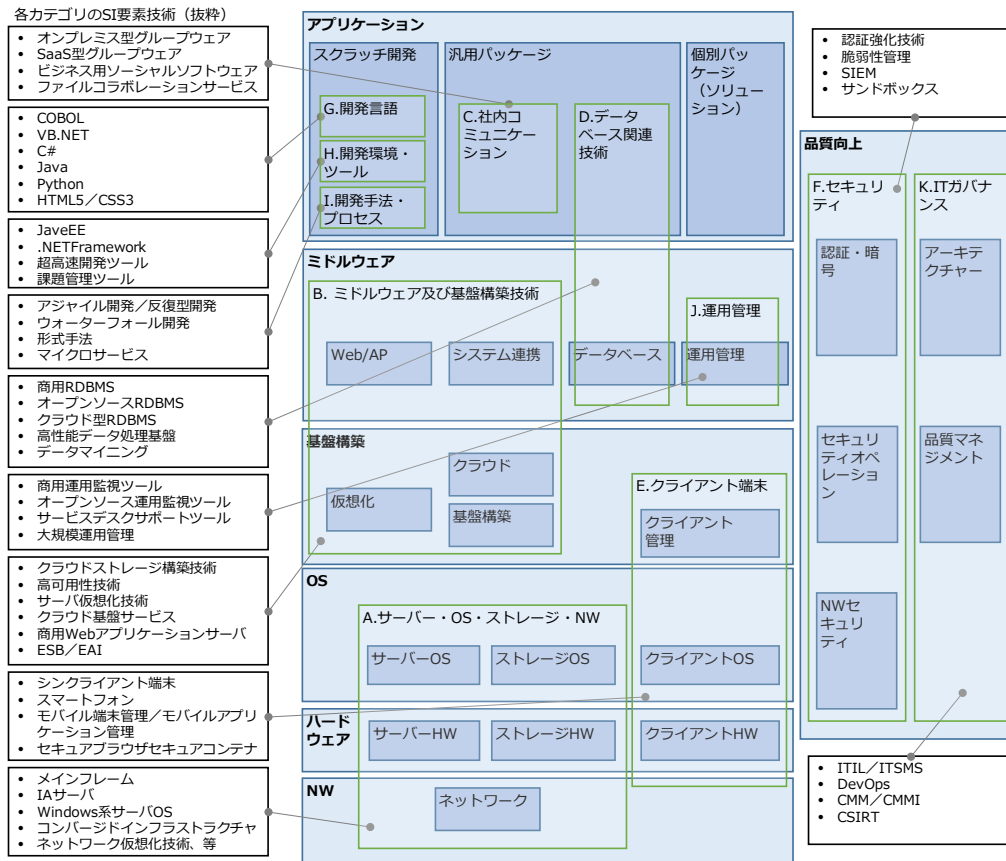 各カテゴリのSI要素技術（抜粋）
• オンプレミス型グループウェア
• SaaS型グループウェア
• ビジネス用ソーシャルソフトウェア
• ファイルコラボレーションサービス
• COBOL
• VB.NET
• C#
• Java
• Python
• HTML5／CSS3
• JaveEE
• .NETFramework
• 超高速開発ツール
• 課題管理ツール
• アジャイル開発／反復型開発
• ウォーターフォール開発
• 形式手法
• マイクロサービス
• 商用RDBMS
• オープンソースRDBMS
• クラウド型RDBMS
• 高性能データ処理基盤
• データマイニング
• 商用運用監視ツール
• オープンソース運用監視ツール
• サービスデスクサポートツール
• 大規模運用管理
• クラウドストレージ構築技術
• 高可用性技術
• サーバ仮想化技術
• クラウド基盤サービス
• 商用Webアプリケーションサーバ
• ESB／EAI
• シンクライアント端末
• スマートフォン
• モバイル端末管理／モバイルアプリ
ケーション管理
• セキュアブラウザセキュアコンテナ
• メインフレーム
• IAサーバ
• Windows系サーバOS
• コンバージドインフラストラクチャ
• ネットワーク仮想化技術、等
アプリケーション
スクラッチ開発
G.開発言語
H.開発環境・
ツール
I.開発手法・
プロセス
汎用パッケージ
C.社内コ
ミュニケー
ション
D.データ
ベース関連
技術
個別パッ
ケージ
（ソリュー
ション）
ミドルウェア
B. ミドルウェア及び基盤構築技術
J.運用管理
Web/AP
システム連携
データベース
運用管理
基盤構築
仮想化
クラウド
基盤構築
E.クライアント端末
クライアント
管理
OS
A.サーバー・OS・ストレージ・NW
サーバーOS
ストレージOS
クライアントOS
ハード
ウェア
サーバーHW
ストレージHW
クライアントHW
NW
ネットワーク
• 認証強化技術
• 脆弱性管理
• SIEM
• サンドボックス
品質向上
F.セキュリ
ティ
認証・暗
号
セキュリ
ティオペ
レーショ
ン
NWセ
キュリ
ティ
K.ITガバ
ナンス
アーキテ
クチャー
品質マネ
ジメント
• ITIL／ITSMS
• DevOps
• CMM／CMMI
• CSIRT